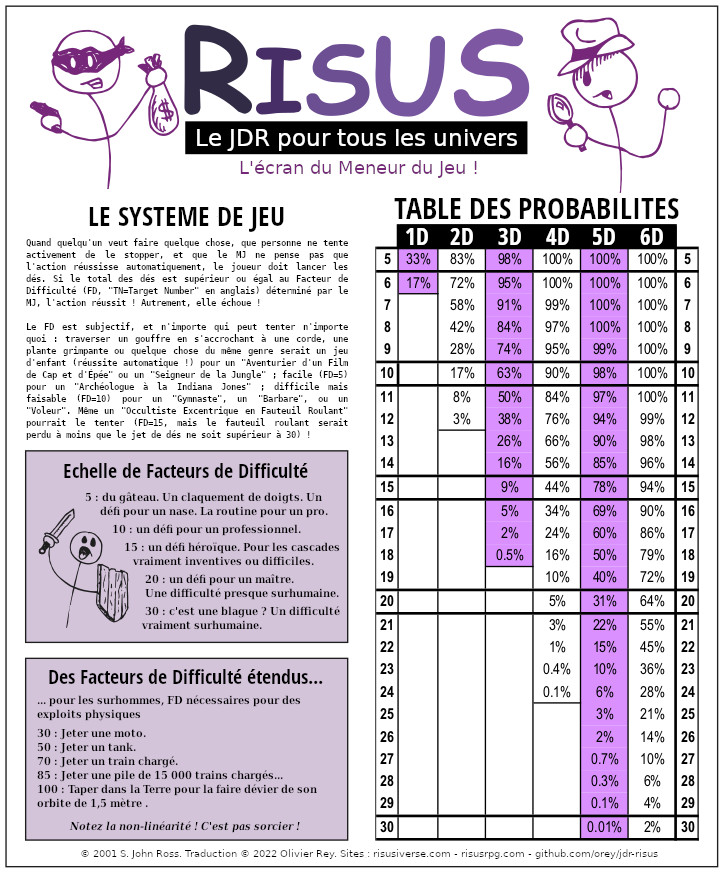 RISUS
Le JDR pour tous les univers
L'écran du Meneur du Jeu !
LE SYSTEME DE JEU
Quand quelqu'un veut faire quelque chose, que personne ne tente
activement de le stopper, et que le MJ ne pense pas que
l'action réussisse automatiquement, le joueur doit lancer les
dés. Si le total des dés est supérieur ou égal au Facteur de
Difficulté (FD, "TN=Target Number" en anglais) déterminé par le
MJ, l'action réussit ! Autrement, elle échoue !
Le FD est subjectif, et n'importe qui peut tenter n'importe
quoi : traverser un gouffre en s'accrochant à une corde, une
plante grimpante ou quelque chose du même genre serait un jeu
d'enfant (réussite automatique !) pour un "Aventurier d'un Film
de Cap et d'Épée" ou un "Seigneur de la Jungle" ; facile (FD=5)
pour un "Archéologue à la Indiana Jones" ; difficile mais
faisable (FD=10) pour un "Gymnaste", un "Barbare", ou un
"Voleur". Même un "Occultiste Excentrique en Fauteuil Roulant"
pourrait le tenter (FD=15, mais le fauteuil roulant serait
perdu à moins que le jet de dés ne soit supérieur à 30) !
Echelle de Facteurs de Difficulté
5 : du gâteau. Un claquement de doigts. Un
défi pour un nase. La routine pour un pro.
10 : un défi pour un professionnel.
15 : un défi héroïque. Pour les cascades
vraiment inventives ou difficiles.
20 : un défi pour un maître.
Une difficulté presque surhumaine.
30 : c'est une blague ? Un difficulté
vraiment surhumaine.
Des Facteurs de Difficulté étendus...
... pour les surhommes, FD nécessaires pour des
exploits physiques
30 : Jeter une moto.
50 : Jeter un tank.
70 : Jeter un train chargé.
85 : Jeter une pile de 15 000 trains chargés...
100 : Taper dans la Terre pour la faire dévier de son
orbite de 1,5 mètre .
Notez la non-linéarité ! C'est pas sorcier !
TABLE DES PROBABILITES
1D 2D 3D 4D 5D 6D
5 33% 83% 98% 100% 100% 100% 5
6 17% 72% 95% 100% 100% 100% 6
7 58% 91% 99% 100% 100% 7
8 42% 84% 97% 100% 100% 8
9 28% 74% 95% 99% 100% 9
10 17% 63% 90% 98% 100% 10
11 8% 50% 84% 97% 100% 11
12 3% 38% 76% 94% 99% 12
13 26% 66% 90% 98% 13
14 16% 56% 85% 96% 14
15 9% 44% 78% 94% 15
16 5% 34% 69% 90% 16
17 2% 24% 60% 86% 17
18 0.5% 16% 50% 79% 18
19 10% 40% 72% 19
20 5% 31% 64% 20
21 3% 22% 55% 21
22 1% 15% 45% 22
23 0.4% 10% 36% 23
24 0.1% 6% 28% 24
25 3% 21% 25
26 2% 14% 26
27 0.7% 10% 27
28 0.3% 6% 28
29 0.1% 4% 29
30 0.01% 2% 30
© 2001 S. John Ross. Traduction © 2022 Olivier Rey. Sites : risusiverse.com - risusrpg.com - github.com/orey/jdr-risus